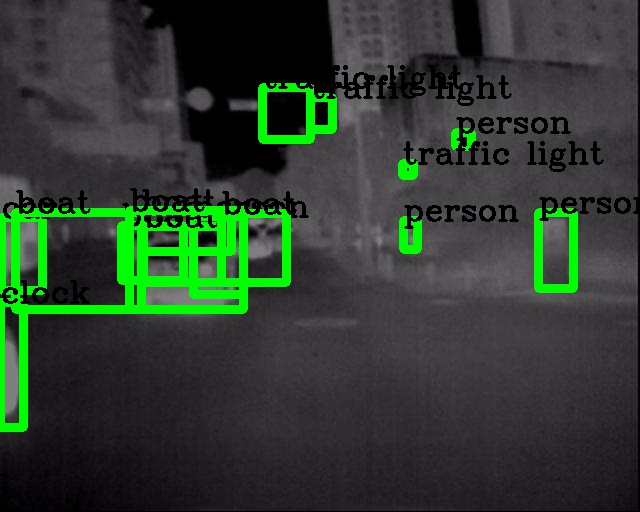 traffic light
traffic light
person
traffic light
boat
boat
boat
boat
person
person
clock